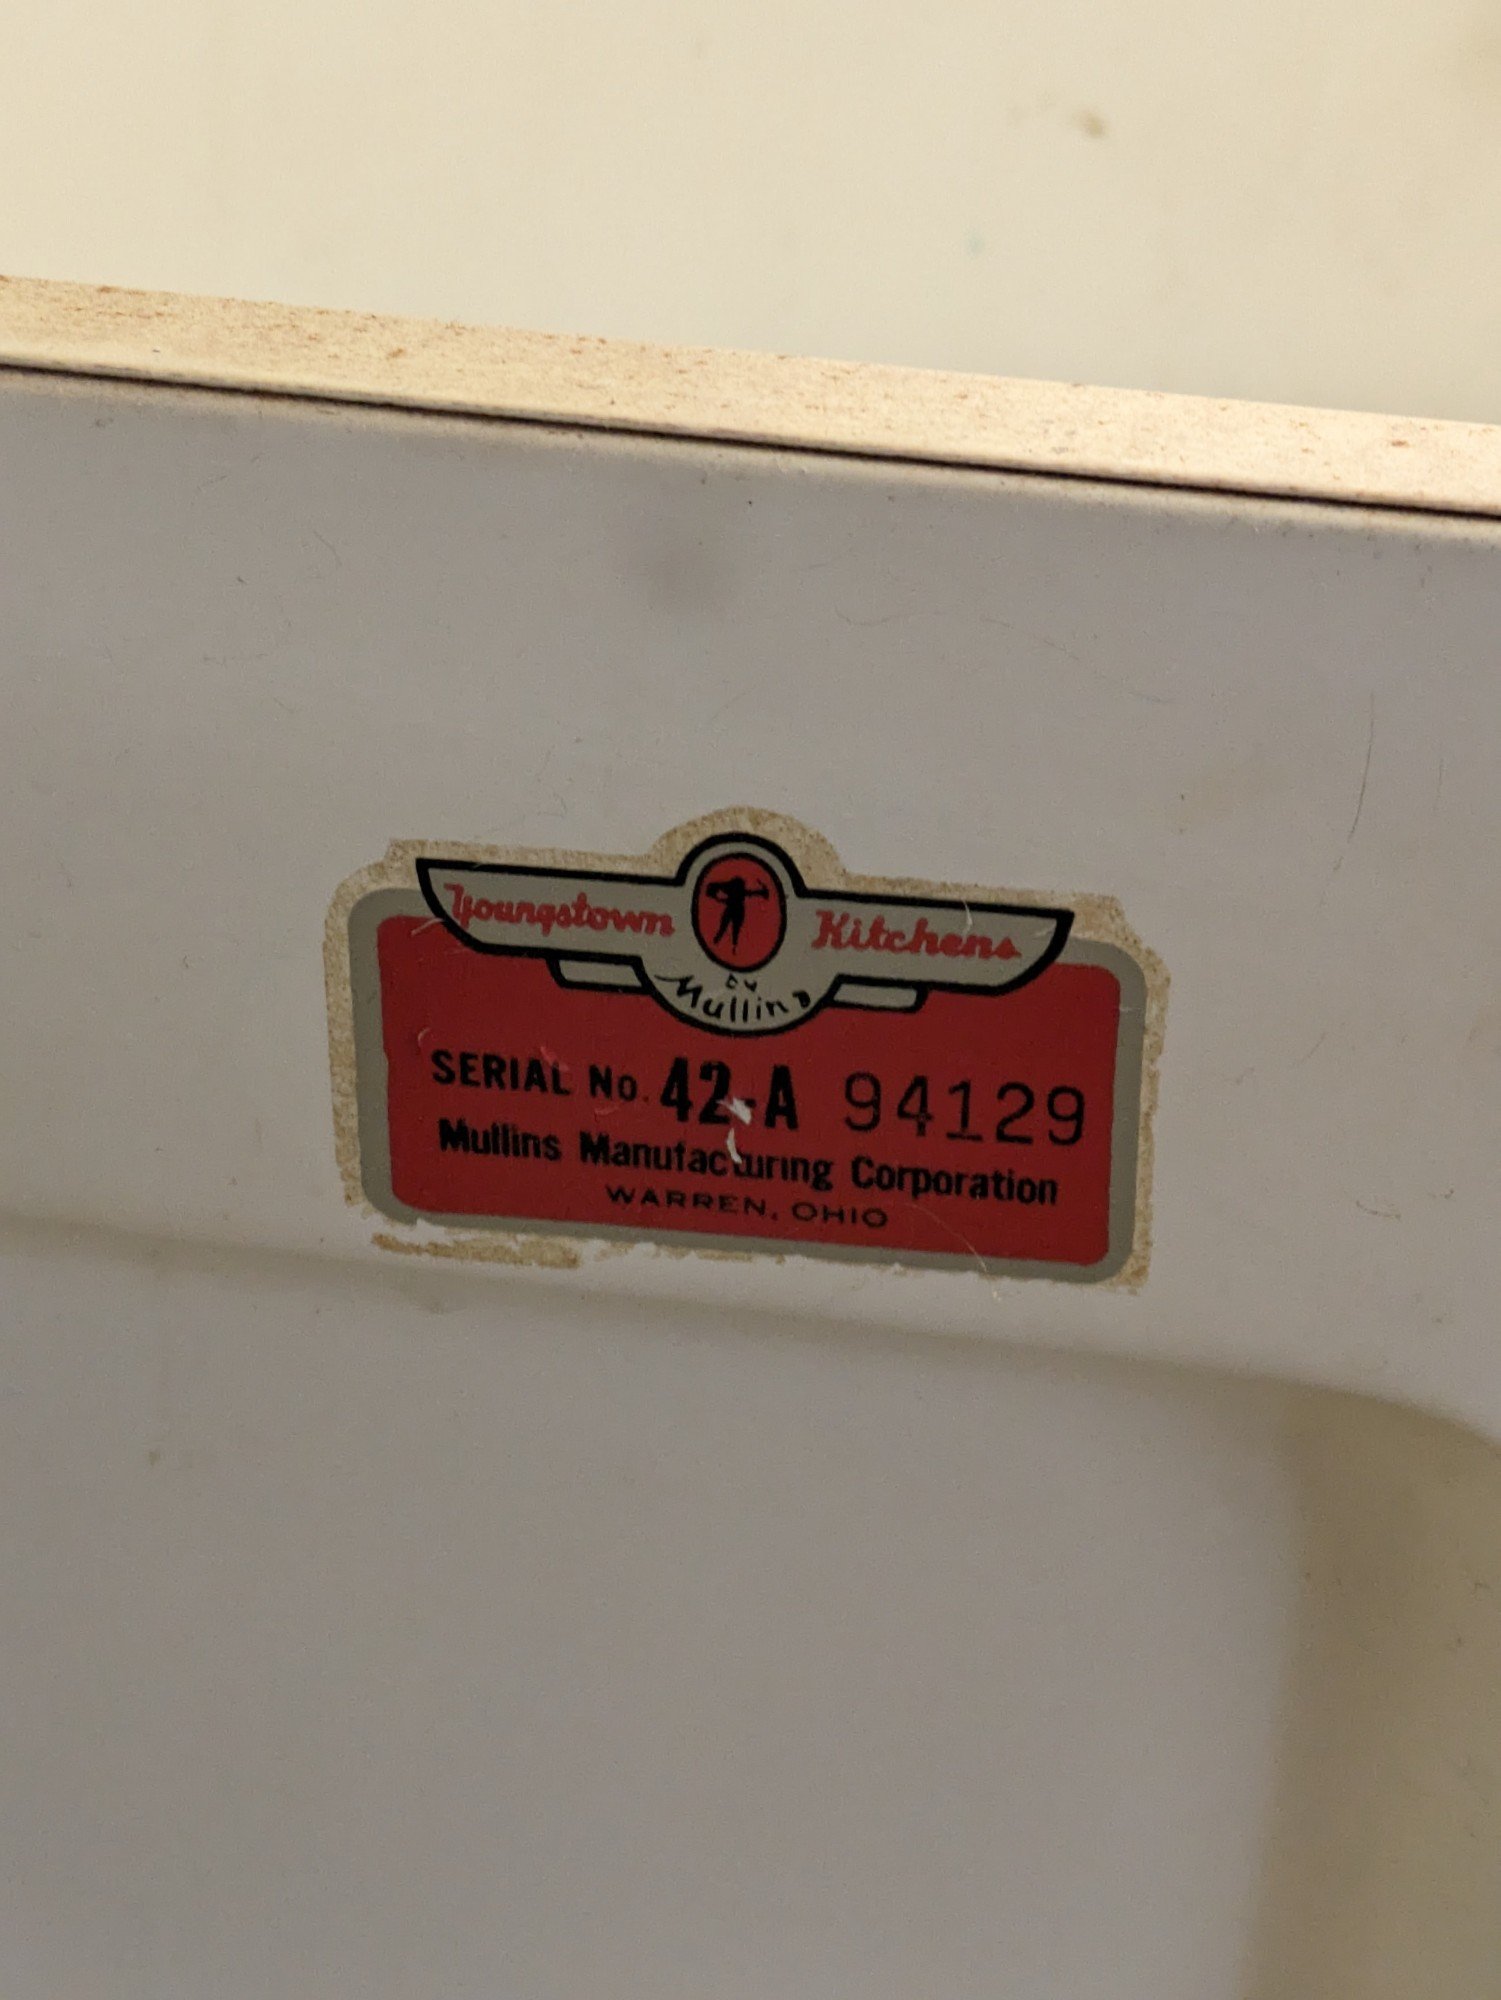 Youngstown Kitchens
by
Mullins
SERIAL No. 42-A 94129
Mullins Manufacturing Corporation
WARREN, OHIO